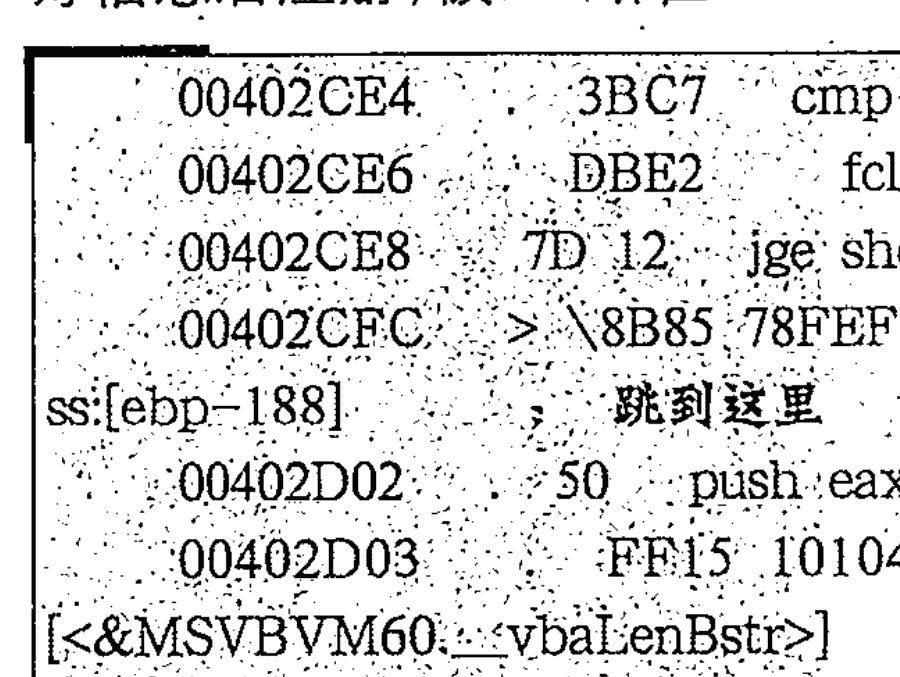 00402CE4 . 3BC7 cmp
00402CE6 . DBE2 fcl
00402CE8 7D 12 jge sh
00402CFC > \8B85 78FEF
ss:[ebp-188] ; 跳到这里
00402D02 . 50 push eax
00402D03 . FF15 10104
[<&MSVBVM60.__vbaLenBstr>]